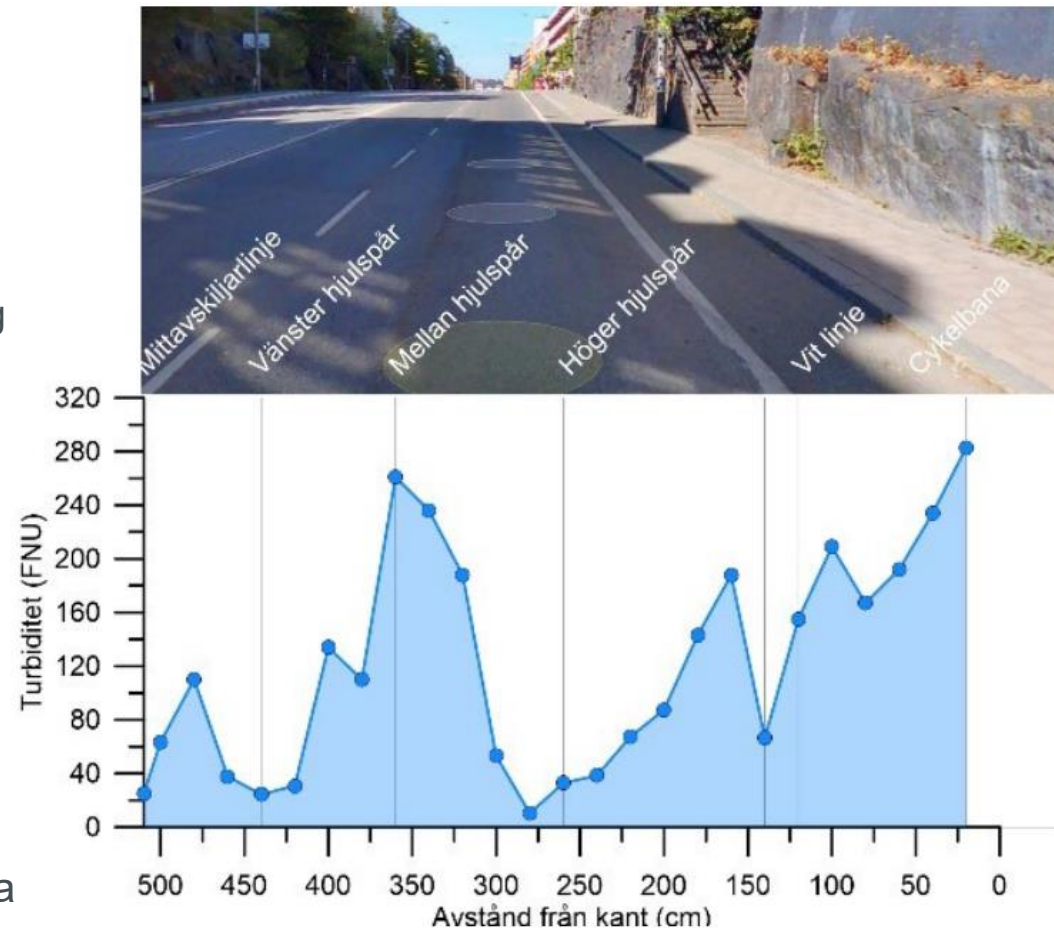 Mittavskiljarlinje
Vänster hjulspår
Mellan hjulspår
Höger hjulspår
Vit linje
Cykelbana
g
320
280
240
200
160
120
80
40
0
Turbiditet (FNU)
a
500 450 400 350 300 250 200 150 100 50 0
Avstånd från kant (cm)